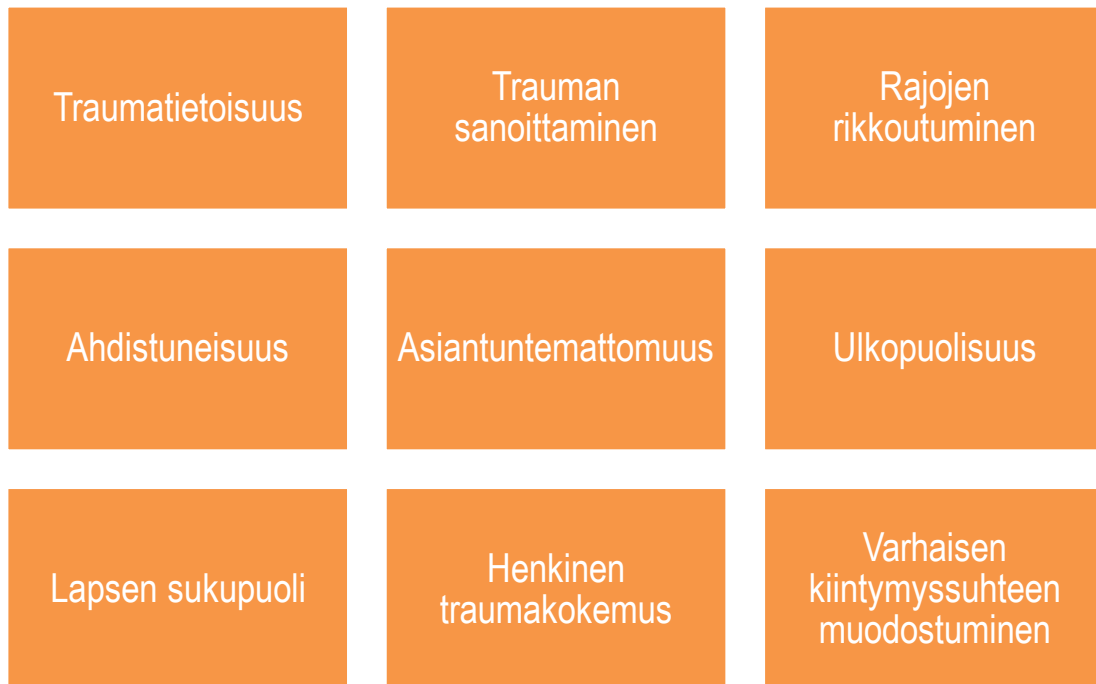 Traumatietoisuus
Trauman
sanoittaminen
Rajojen
rikkoutuminen
Ahdistuneisuus
Asiantuntemattomuus
Ulkopuolisuus
Lapsen sukupuoli
Henkinen
traumakokemus
Varhaisen
kiintymyssuhteen
muodostuminen